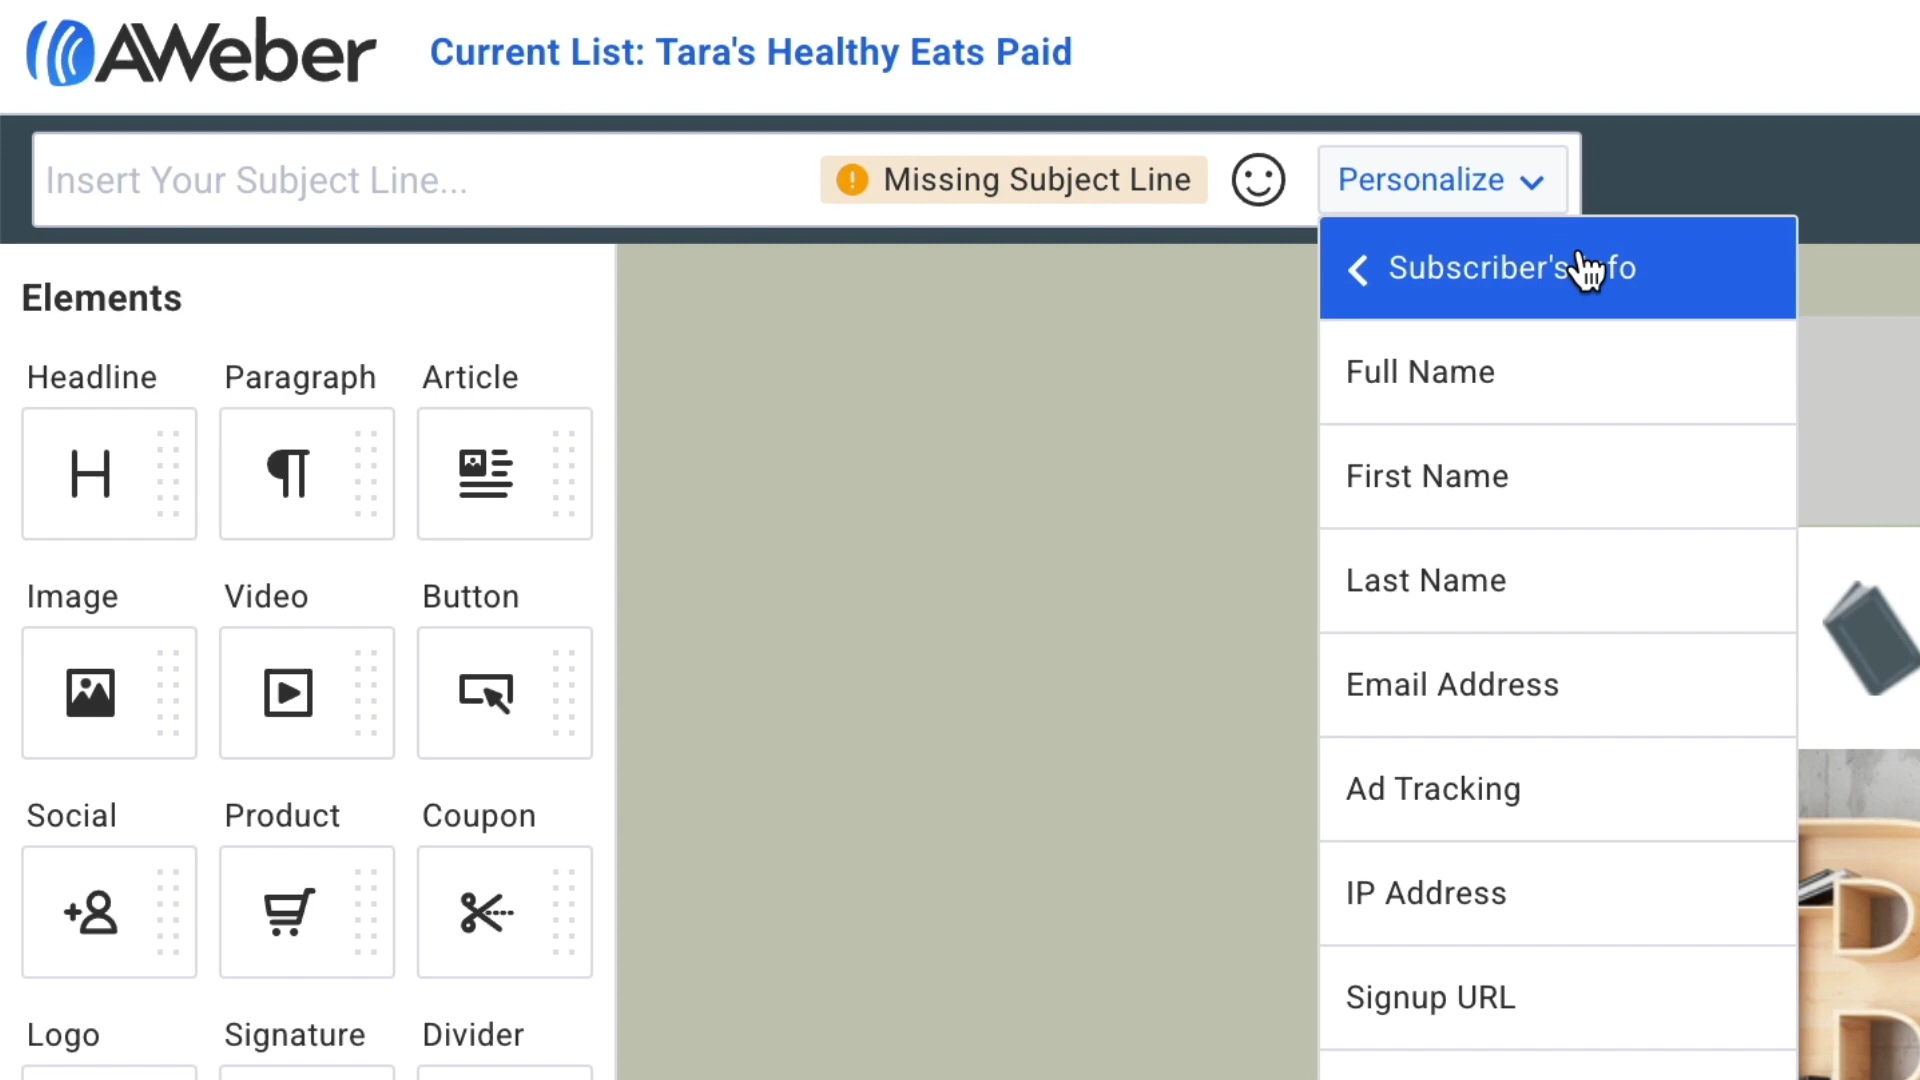 AWeber
Current List: Tara's Healthy Eats Paid
Insert Your Subject Line...
Missing Subject Line
Personalize
Subscriber's fo
Elements
Headline Paragraph Article
Image Video Button
Social Product Coupon
Logo Signature Divider
Full Name
First Name
Last Name
Email Address
Ad Tracking
IP Address
Signup URL